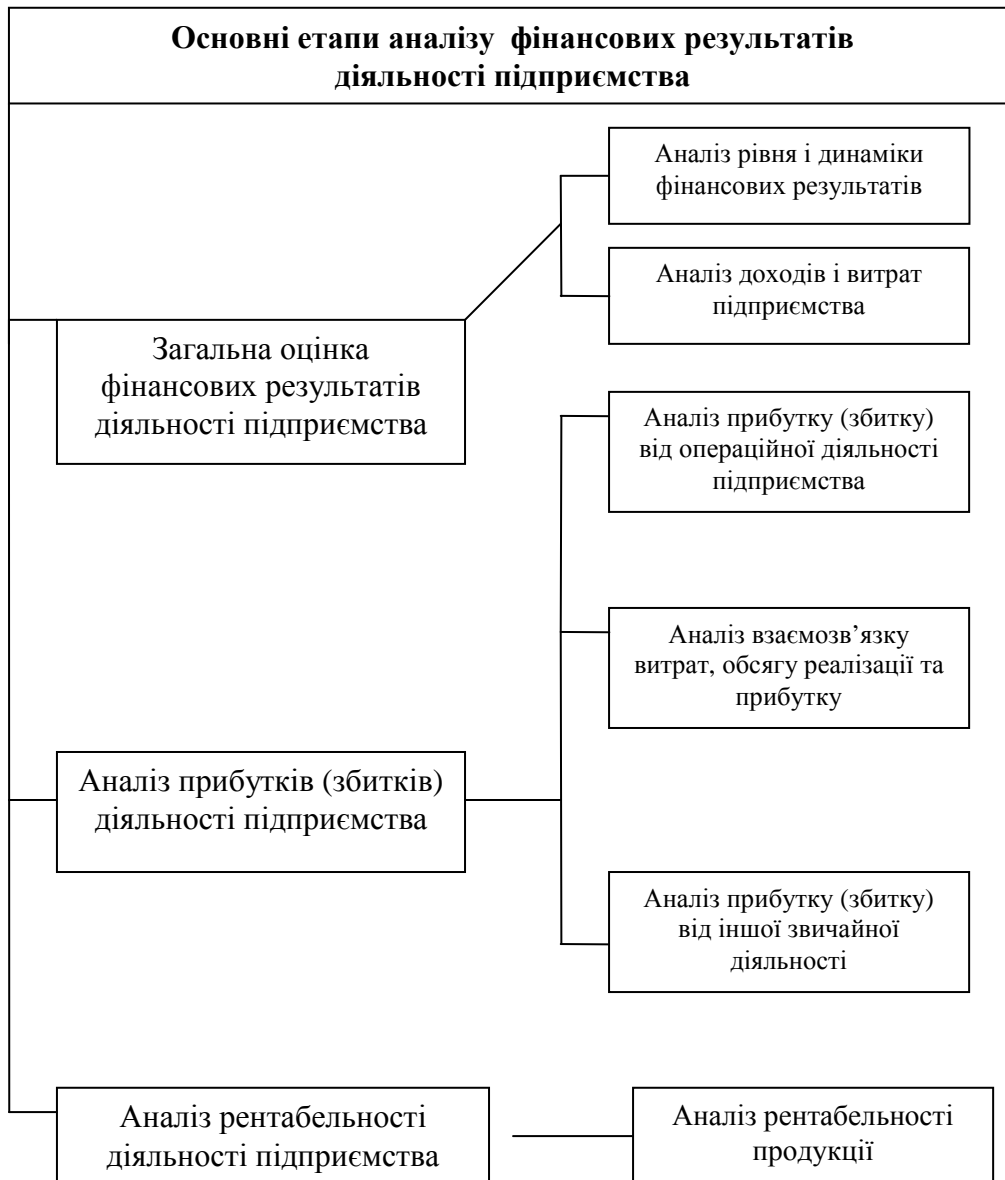 Основні етапи аналізу фінансових результатів
діяльності підприємства
Аналіз рівня і динаміки
фінансових результатів
Аналіз доходів і витрат
підприємства
Загальна оцінка
фінансових результатів
діяльності підприємства
Аналіз прибутку (збитку)
від операційної діяльності
підприємства
Аналіз взаємозв’язку
витрат, обсягу реалізації та
прибутку
Аналіз прибутків (збитків)
діяльності підприємства
Аналіз прибутку (збитку)
від іншої звичайної
діяльності
Аналіз рентабельності
діяльності підприємства
Аналіз рентабельності
продукції